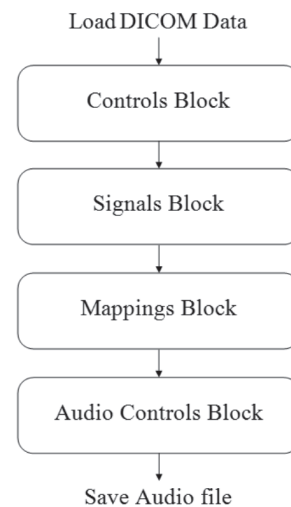 Load DICOM Data
Controls Block
Signals Block
Mappings Block
Audio Controls Block
Save Audio file